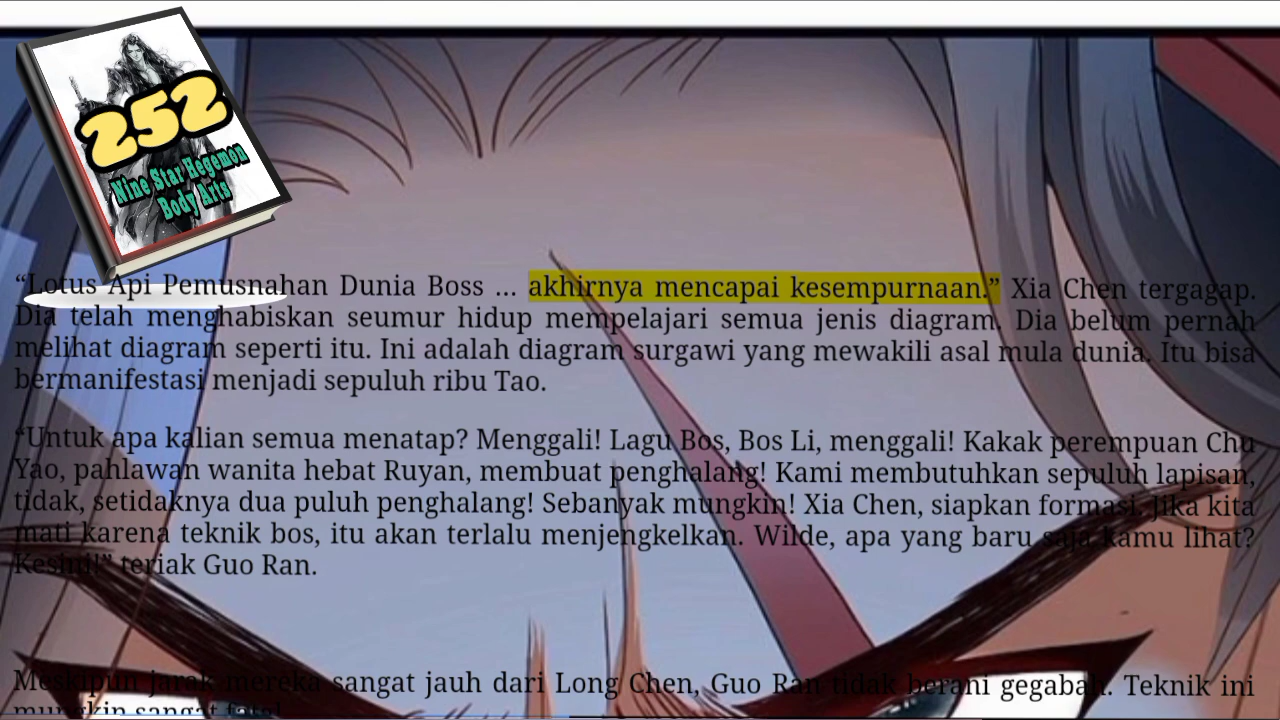 252
Nine Star Hegemon
Body Arts
“Lotus Api Pemusnahan Dunia Boss ... akhirnya mencapai kesempurnaan.” Xia Chen tergagap.
Dia telah menghabiskan seumur hidup mempelajari semua jenis diagram. Dia belum pernah
melihat diagram seperti itu. Ini adalah diagram surgawi yang mewakili asal mula dunia. Itu bisa
bermanifestasi menjadi sepuluh ribu Tao.
“Untuk apa kalian semua menatap? Menggali! Lagu Bos, Bos Li, menggali! Kakak perempuan Chu
Yao, pahlawan wanita hebat Ruyan, membuat penghalang! Kami membutuhkan sepuluh lapisan,
tidak, setidaknya dua puluh penghalang! Sebanyak mungkin! Xia Chen, siapkan formasi. Jika kita
mati karena teknik bos, itu akan terlalu menjengkelkan. Wilde, apa yang baru saja kamu lihat?
Kesini!” teriak Guo Ran.
Meskipun jarak mereka sangat jauh dari Long Chen, Guo Ran tidak berani gegabah. Teknik ini
mungkin sangat fatal.